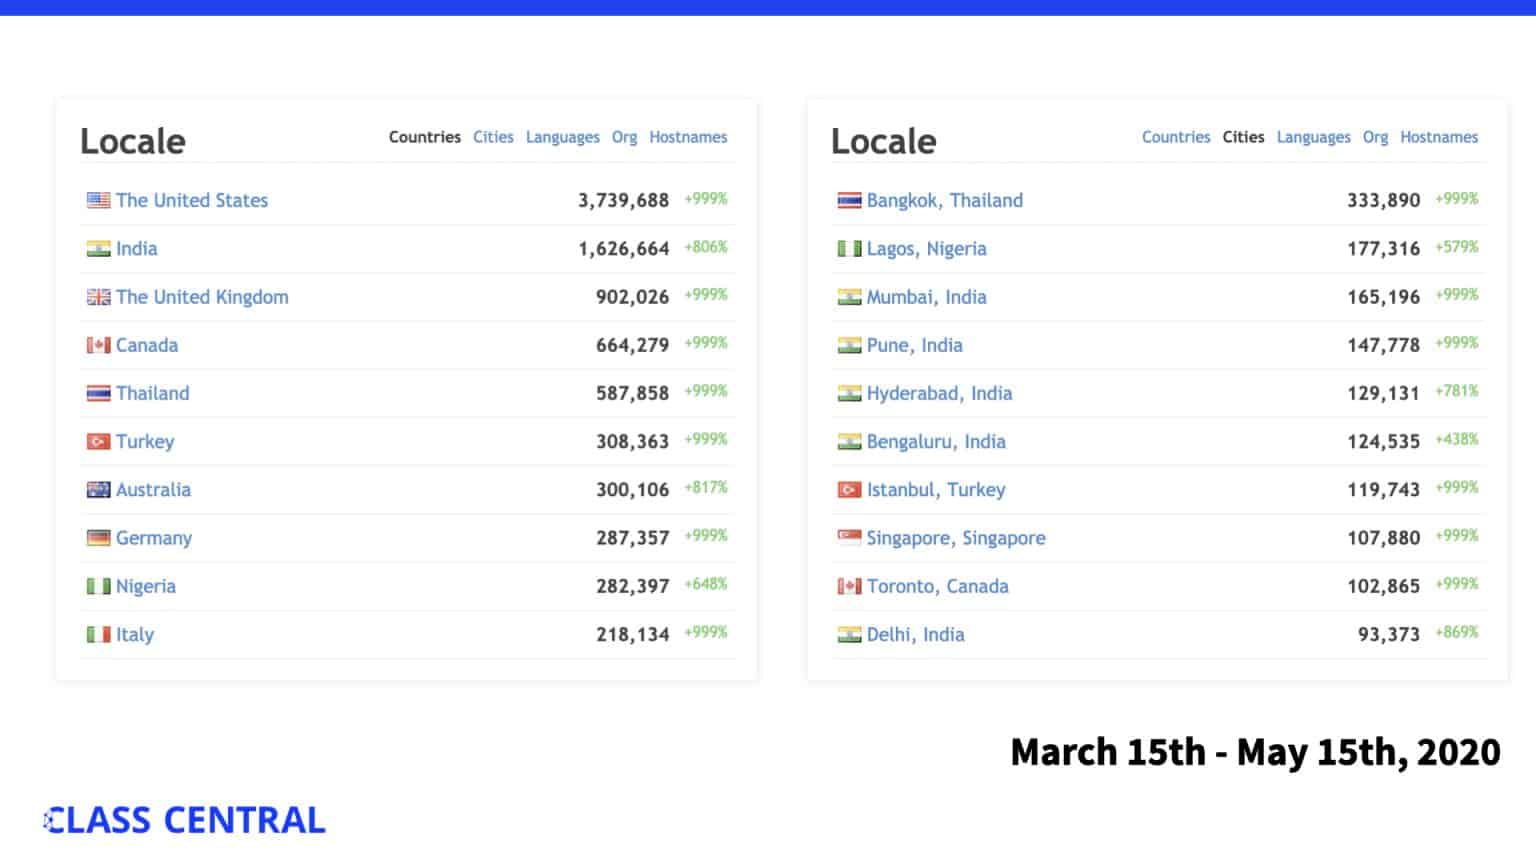 Locale Countries Cities Languages Org Hostnames
The United States 3,739,688 +999%
India 1,626,664 +806%
The United Kingdom 902,026 +999%
Canada 664,279 +999%
Thailand 587,858 +999%
Turkey 308,363 +999%
Australia 300,106 +817%
Germany 287,357 +999%
Nigeria 282,397 +648%
Italy 218,134 +999%
Locale Countries Cities Languages Org Hostnames
Bangkok, Thailand 333,890 +999%
Lagos, Nigeria 177,316 +579%
Mumbai, India 165,196 +999%
Pune, India 147,778 +999%
Hyderabad, India 129,131 +781%
Bengaluru, India 124,535 +438%
Istanbul, Turkey 119,743 +999%
Singapore, Singapore 107,880 +999%
Toronto, Canada 102,865 +999%
Delhi, India 93,373 +869%
March 15th - May 15th, 2020
CLASS CENTRAL